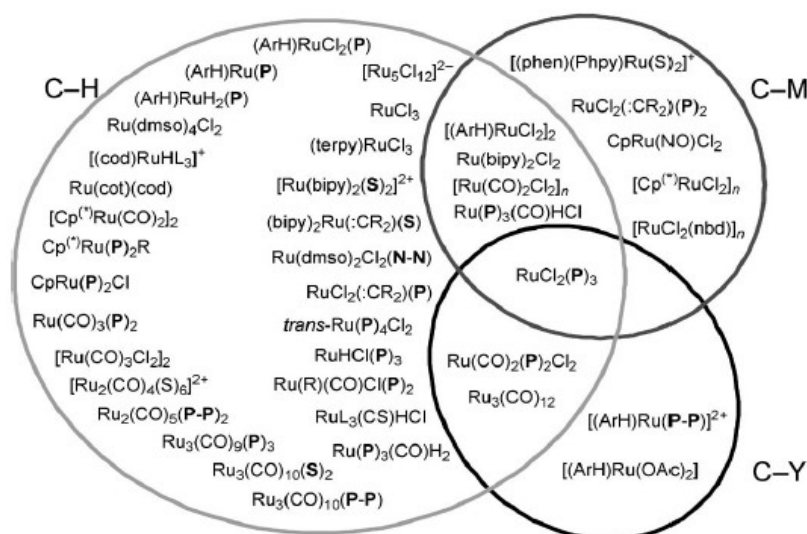 C–H
(ArH)RuCl2(P)
(ArH)Ru(P)
(ArH)RuH2(P)
Ru(dmso)4Cl2
[(cod)RuHL3]+
Ru(cot)(cod)
[Cp(*)Ru(CO)2]2
Cp(*)Ru(P)2R
CpRu(P)2Cl
Ru(CO)3(P)2
[Ru(CO)3Cl2]2
[Ru2(CO)4(S)6]2+
Ru2(CO)5(P-P)2
Ru3(CO)9(P)3
Ru3(CO)10(S)2
Ru3(CO)10(P-P)
[Ru5Cl12]2–
RuCl3
(terpy)RuCl3
[Ru(bipy)2(S)2]2+
(bipy)2Ru(:CR2)(S)
Ru(dmso)2Cl2(N-N)
RuCl2(:CR2)(P)
trans-Ru(P)4Cl2
RuHCl(P)3
Ru(R)(CO)Cl(P)2
RuL3(CS)HCl
Ru(P)3(CO)H2
[(ArH)RuCl2]2
Ru(bipy)2Cl2
[Ru(CO)2Cl2]n
Ru(P)3(CO)HCl
C–M
[(phen)(Phpy)Ru(S)2]+
RuCl2(:CR2)(P)2
CpRu(NO)Cl2
[Cp(*)RuCl2]n
[RuCl2(nbd)]n
RuCl2(P)3
Ru(CO)2(P)2Cl2
Ru3(CO)12
[(ArH)Ru(P-P)]2+
[(ArH)Ru(OAc)2]
C–Y